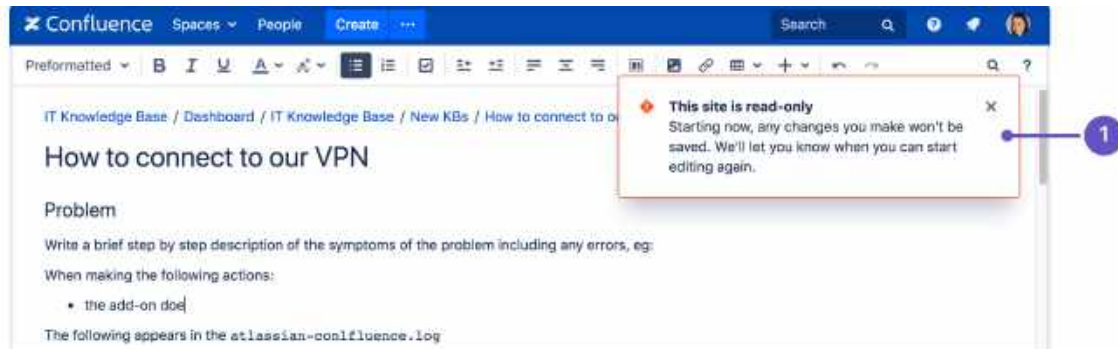 Confluence Spaces People Create ··· Search
Preformatted B I U A ?
IT Knowledge Base / Dashboard / IT Knowledge Base / New KBs / How to connect to o
This site is read-only
Starting now, any changes you make won't be
saved. We'll let you know when you can start
editing again.
1
How to connect to our VPN
Problem
Write a brief step by step description of the symptoms of the problem including any errors, eg:
When making the following actions:
• the add-on doe
The following appears in the atlassian-conlfluence.log